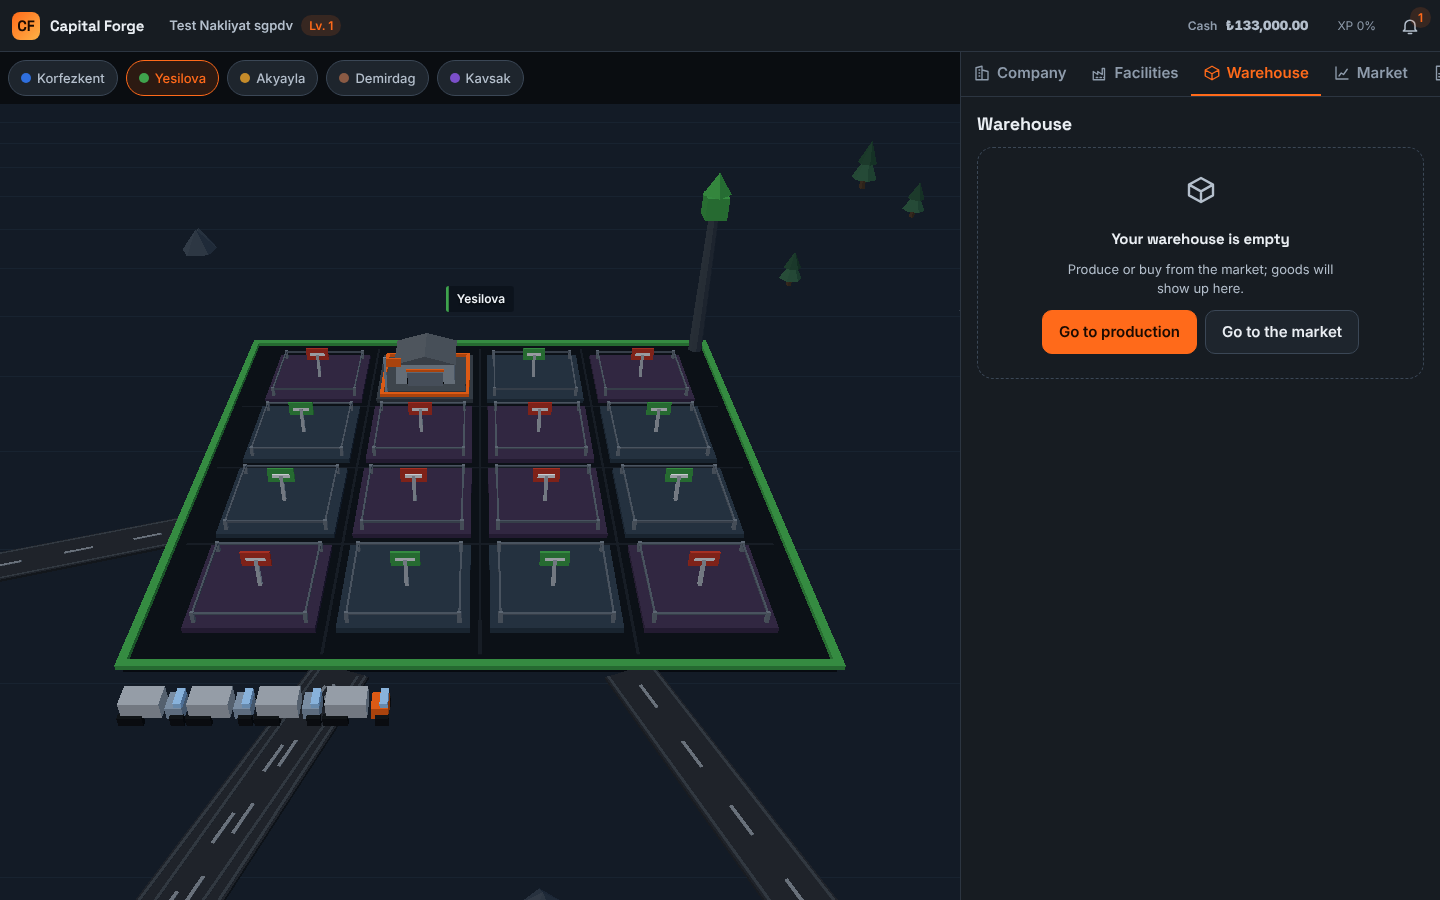 CF Capital Forge Test Nakliyat sgpdv Lv. 1 Cash ₺133,000.00 XP 0% 1
Korfezkent Yesilova Akyayla Demirdag Kavsak
Company Facilities Warehouse Market
Warehouse
Your warehouse is empty
Produce or buy from the market; goods will
show up here.
Go to production Go to the market
Yesilova